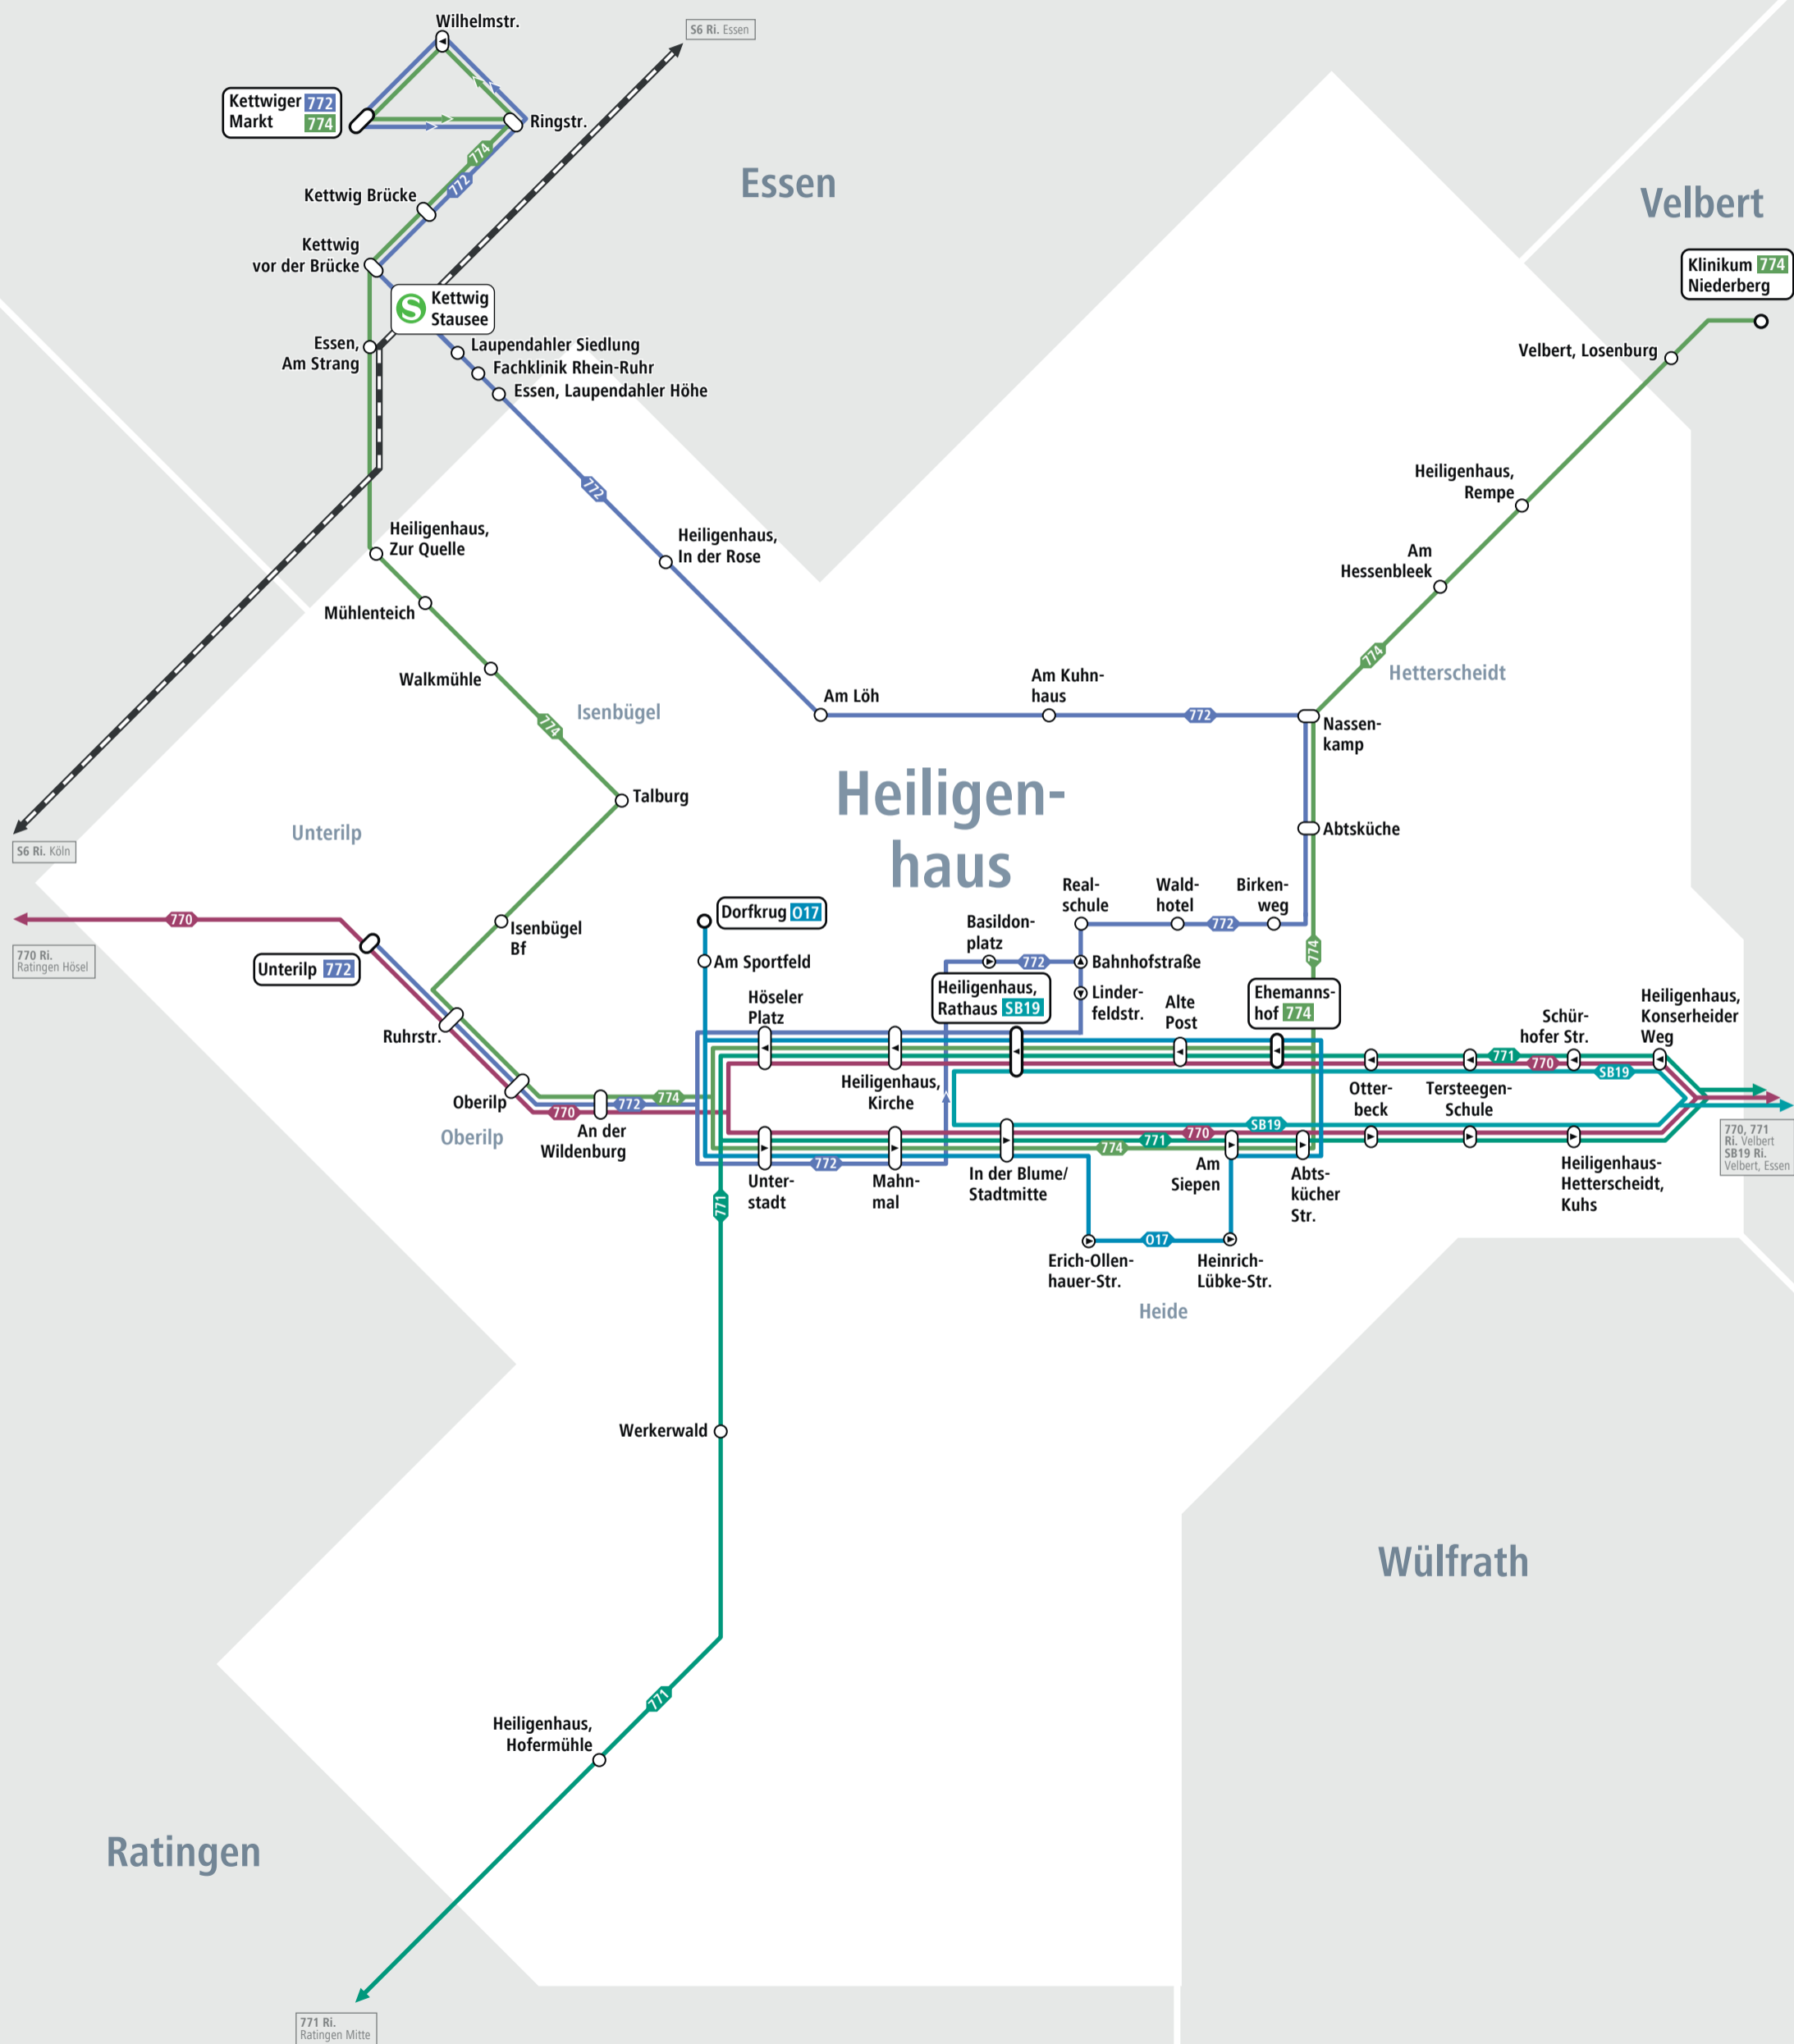 Wilhelmstr.
S6 Ri. Essen
Kettwiger 772
Markt 774
Ringstr.
774
772
Kettwig Brücke
Essen
Velbert
Kettwig
vor der Brücke
Klinikum 774
Niederberg
S Kettwig
Stausee
Essen,
Am Strang
Laupendahler Siedlung
Fachklinik Rhein-Ruhr
Essen, Laupendahler Höhe
Velbert, Losenburg
772
Heiligenhaus,
Rempe
Heiligenhaus,
Zur Quelle
Heiligenhaus,
In der Rose
Am
Hessenbleek
Mühlenteich
774
Hetterscheidt
Walkmühle
Isenbügel
774
Am Löh
Am Kuhn-
haus
772
Nassen-
kamp
Talburg
Heiligen-
haus
Unterilp
Abtsküche
S6 Ri. Köln
770
770 Ri.
Ratingen Hösel
Unterilp 772
Isenbügel
Bf
Dorfkrug O17
Am Sportfeld
Real-
schule
Wald-
hotel
Birken-
weg
772
Basildon-
platz
772
Bahnhofstraße
774
Linder-
feldstr.
Heiligenhaus,
Rathaus SB19
Alte
Post
Ehemanns-
hof 774
Höseler
Platz
Schür-
hofer Str.
Heiligenhaus,
Konserheider
Weg
Ruhrstr.
771
770
SB19
Heiligenhaus,
Kirche
Otter-
beck
Tersteegen-
Schule
Oberilp
774
772
770
Oberilp
An der
Wildenburg
SB19
770
771
774
772
770, 771
Ri. Velbert
SB19 Ri.
Velbert, Essen
Unter-
stadt
Mahn-
mal
In der Blume/
Stadtmitte
Am
Siepen
Abts-
kücher
Str.
Heiligenhaus-
Hetterscheidt,
Kuhs
771
O17
Erich-Ollen-
hauer-Str.
Heinrich-
Lübke-Str.
Heide
Werkerwald
Wülfrath
771
Heiligenhaus,
Hofermühle
Ratingen
771 Ri.
Ratingen Mitte